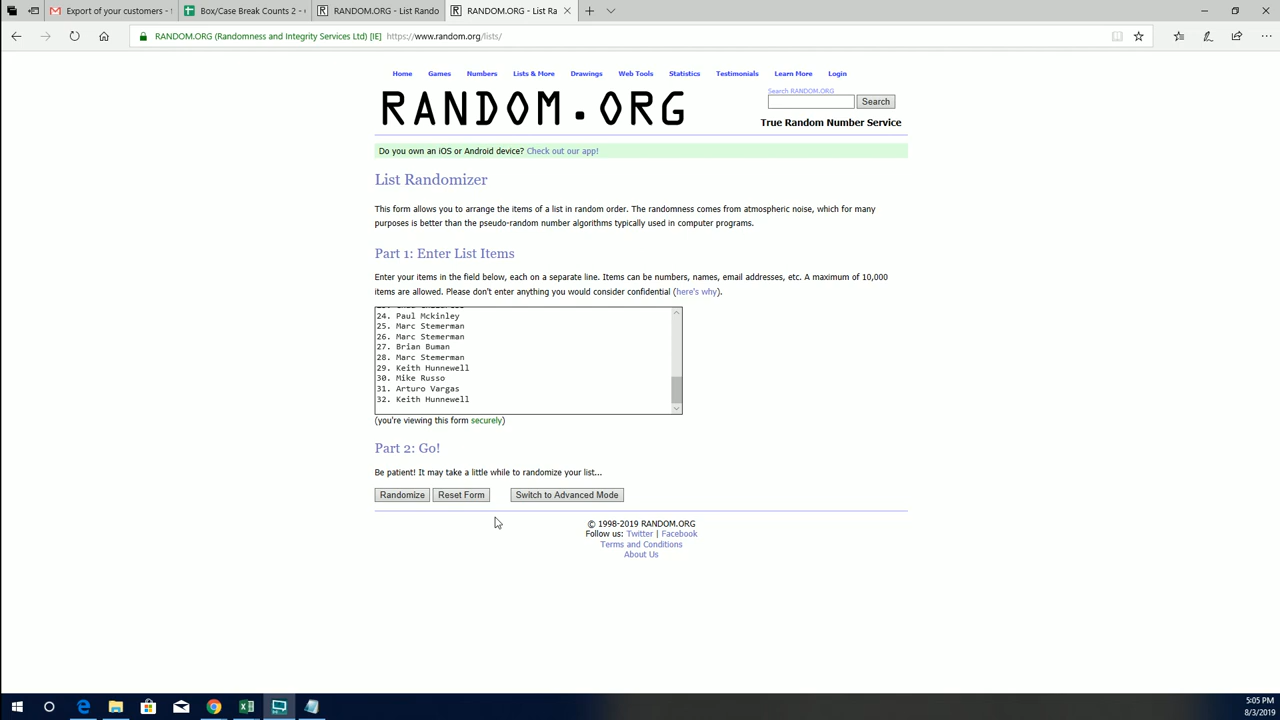 Export of your customers -
Box/Case Break Counts 2 -
RANDOM.ORG - List Rando
RANDOM.ORG - List Ra
RANDOM.ORG (Randomness and Integrity Services Ltd) [IE] https://www.random.org/lists/
Home Games Numbers Lists & More Drawings Web Tools Statistics Testimonials Learn More Login
RANDOM.ORG
Search RANDOM.ORG
Search
True Random Number Service
Do you own an iOS or Android device? Check out our app!
List Randomizer
This form allows you to arrange the items of a list in random order. The randomness comes from atmospheric noise, which for many
purposes is better than the pseudo-random number algorithms typically used in computer programs.
Part 1: Enter List Items
Enter your items in the field below, each on a separate line. Items can be numbers, names, email addresses, etc. A maximum of 10,000
items are allowed. Please don't enter anything you would consider confidential (here's why).
24. Paul Mckinley
25. Marc Stemerman
26. Marc Stemerman
27. Brian Buman
28. Marc Stemerman
29. Keith Hunnewell
30. Mike Russo
31. Arturo Vargas
32. Keith Hunnewell
(you're viewing this form securely)
Part 2: Go!
Be patient! It may take a little while to randomize your list...
Randomize Reset Form Switch to Advanced Mode
© 1998-2019 RANDOM.ORG
Follow us: Twitter | Facebook
Terms and Conditions
About Us
5:05 PM
8/3/2019